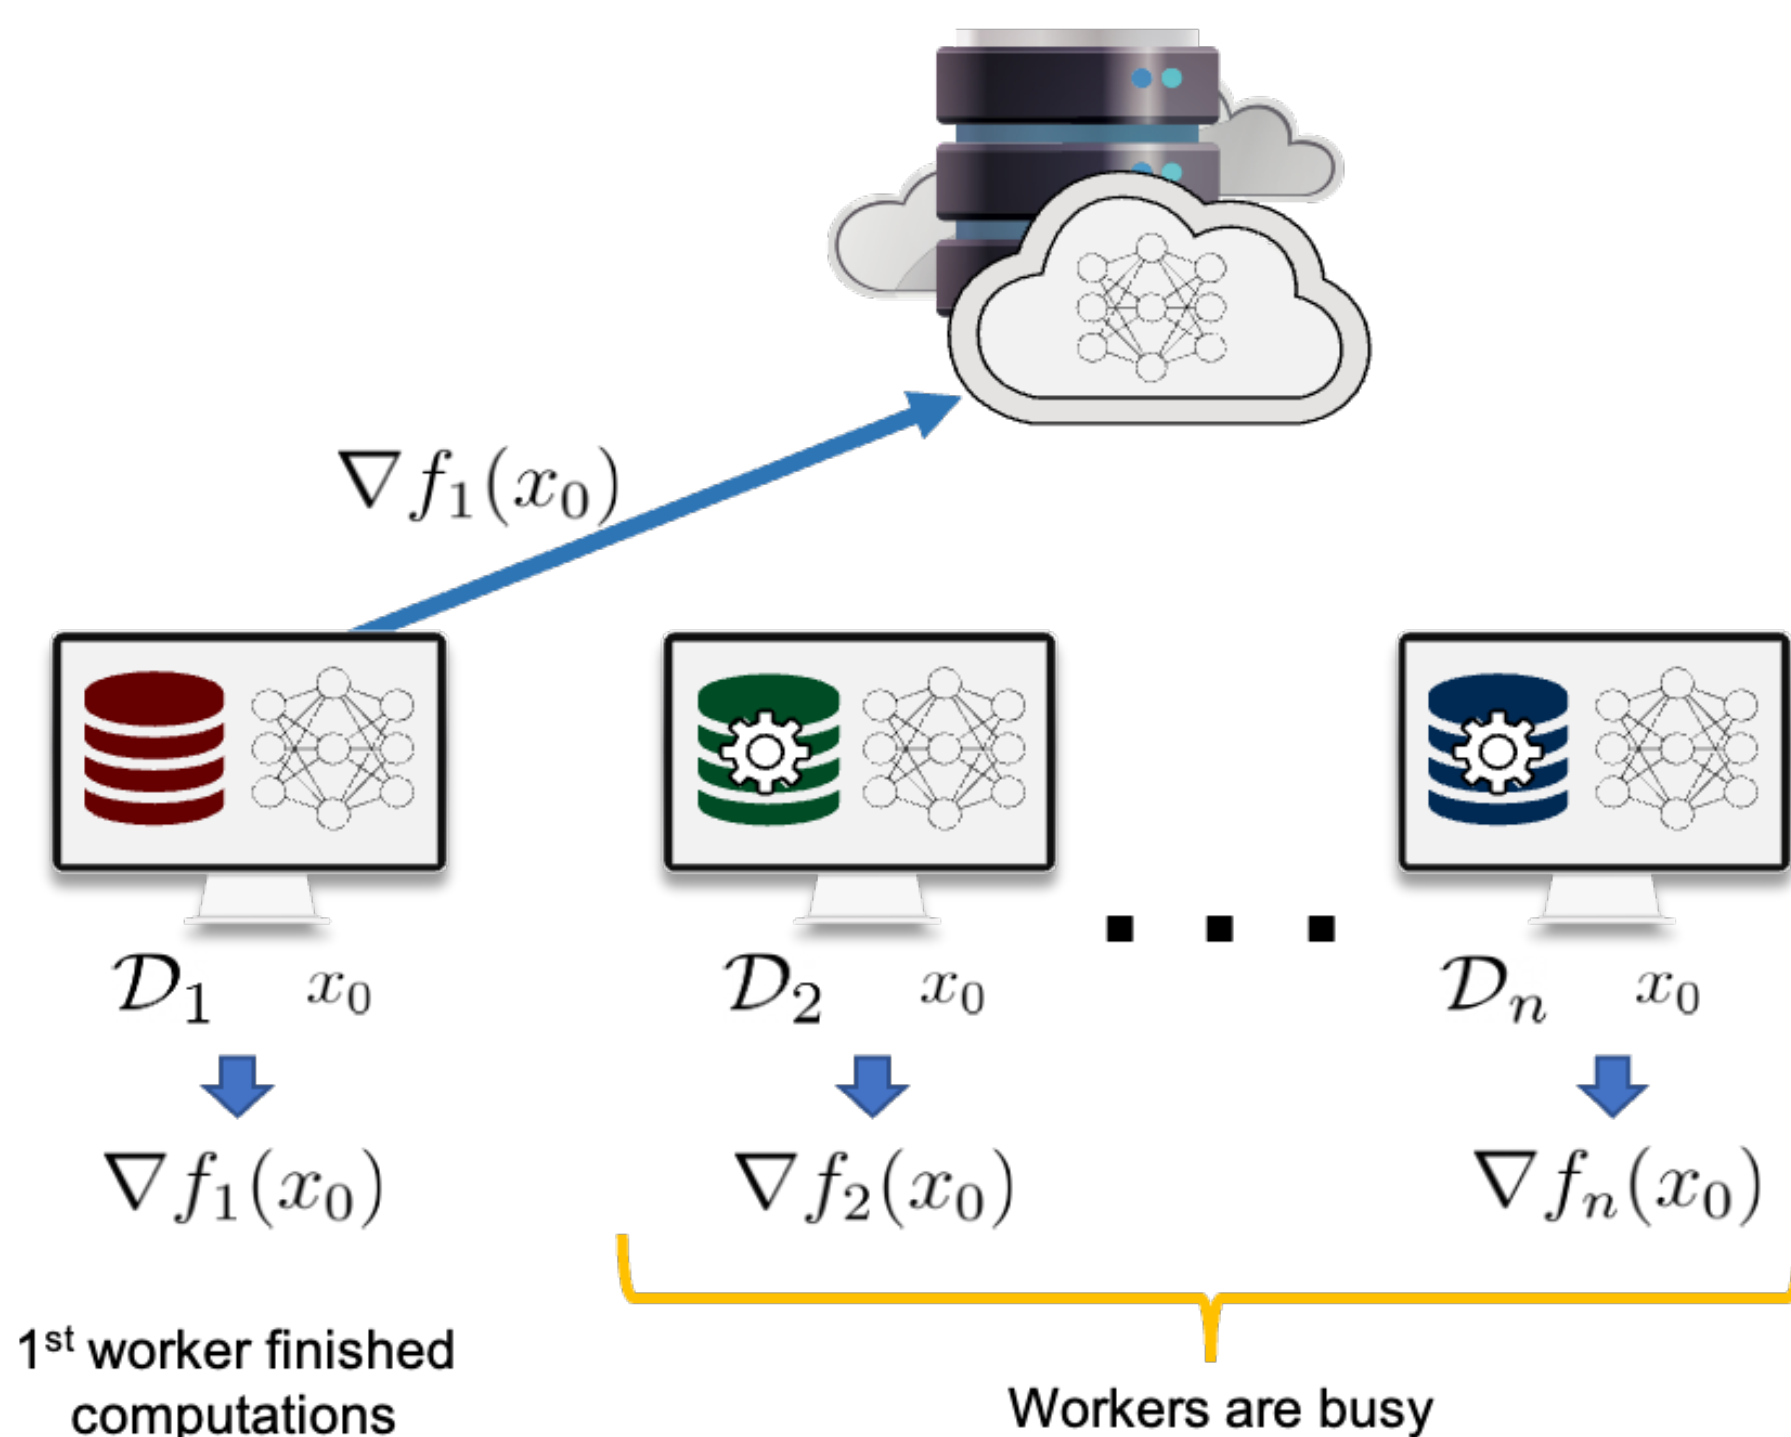 ∇f₁(x₀)
𝒟₁ x₀ 𝒟₂ x₀ . . . 𝒟ₙ x₀
∇f₁(x₀) ∇f₂(x₀) ∇fₙ(x₀)
1st worker finished
computations
Workers are busy